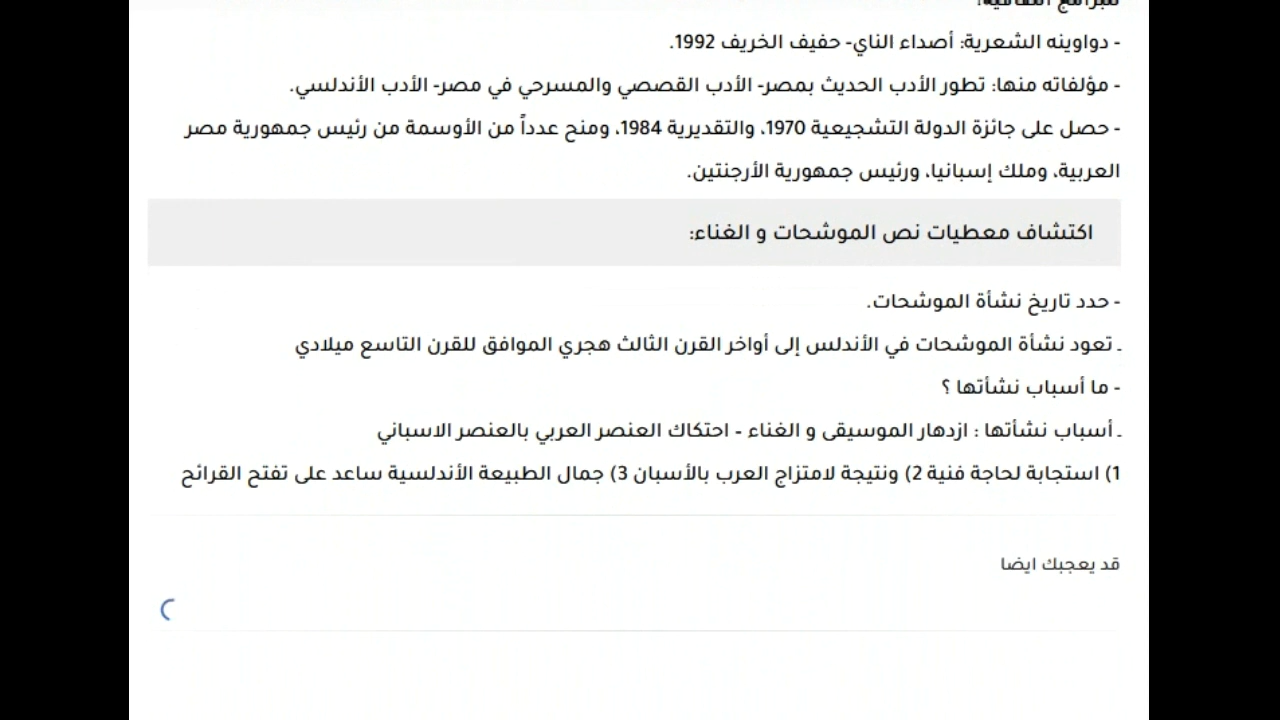 - دواوينه الشعرية: أصداء الناي- حفيف الخريف 1992.
- مؤلفاته منها: تطور الأدب الحديث بمصر- الأدب القصصي والمسرحي في مصر- الأدب الأندلسي.
- حصل على جائزة الدولة التشجيعية 1970، والتقديرية 1984، ومنح عدداً من الأوسمة من رئيس جمهورية مصر
العربية، وملك إسبانيا، ورئيس جمهورية الأرجنتين.
اكتشاف معطيات نص الموشحات و الغناء:
- حدد تاريخ نشأة الموشحات.
ـ تعود نشأة الموشحات في الأندلس إلى أواخر القرن الثالث هجري الموافق للقرن التاسع ميلادي
- ما أسباب نشأتها ؟
ـ أسباب نشأتها : ازدهار الموسيقى و الغناء – احتكاك العنصر العربي بالعنصر الاسباني
1) استجابة لحاجة فنية 2) ونتيجة لامتزاج العرب بالأسبان 3) جمال الطبيعة الأندلسية ساعد على تفتح القرائح
قد يعجبك ايضا